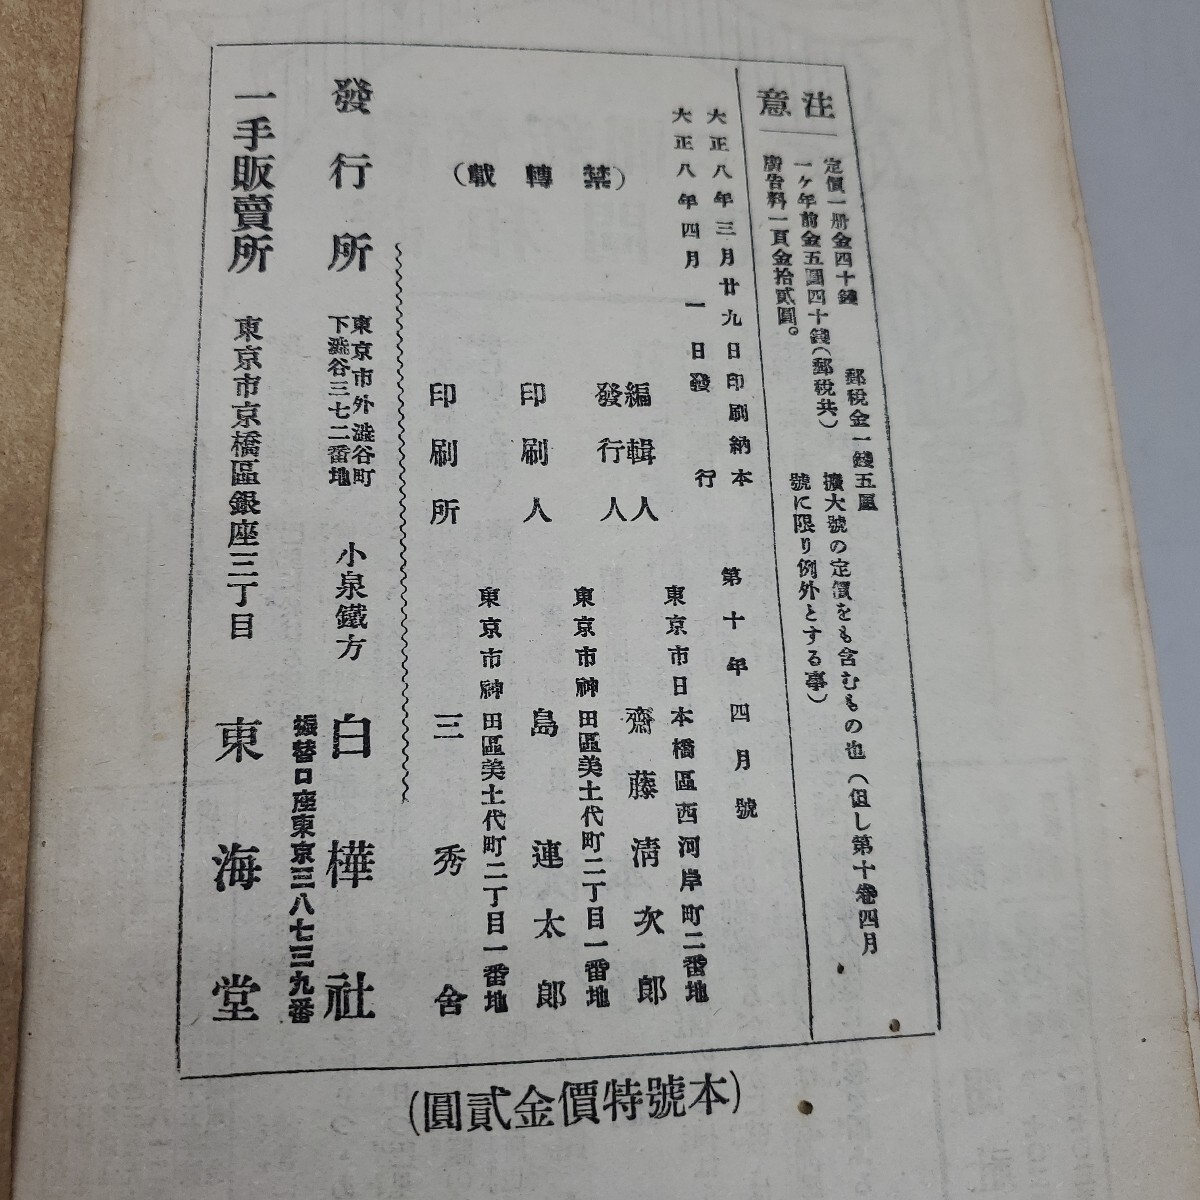 注意
定價一册金四十錢　郵税金一錢五厘
一ケ年前金五圓四十錢(郵税共)
廣告料一頁金拾貳圓。
擴大號の定價をも含むもの也(但し第十卷四月
號に限り例外とする事)
大正八年三月廿九日印刷納本
大正八年四月一日發行
第十年四月號
(禁轉載)
編輯人
發行人
東京市日本橋區西河岸町二番地
齋藤清次郎
印刷人
東京市神田區美土代町二丁目一番地
島連太郎
印刷所
東京市神田區美土代町二丁目一番地
三秀舍
發行所
東京市外澁谷町
下澁谷三七二番地
小泉鐵方
白樺社
振替口座東京三八七三九番
一手販賣所
東京市京橋區銀座三丁目
東海堂
(本號特價金貳圓)